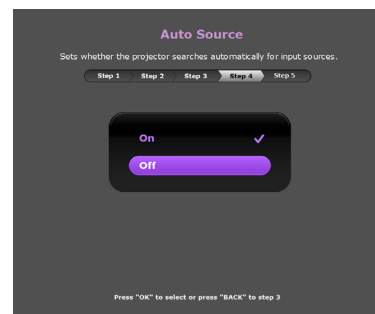 Auto Source
Sets whether the projector searches automatically for input sources.
Step 1 Step 2 Step 3 Step 4 Step 5
On
Off
Press "OK" to select or press "BACK" to step 3